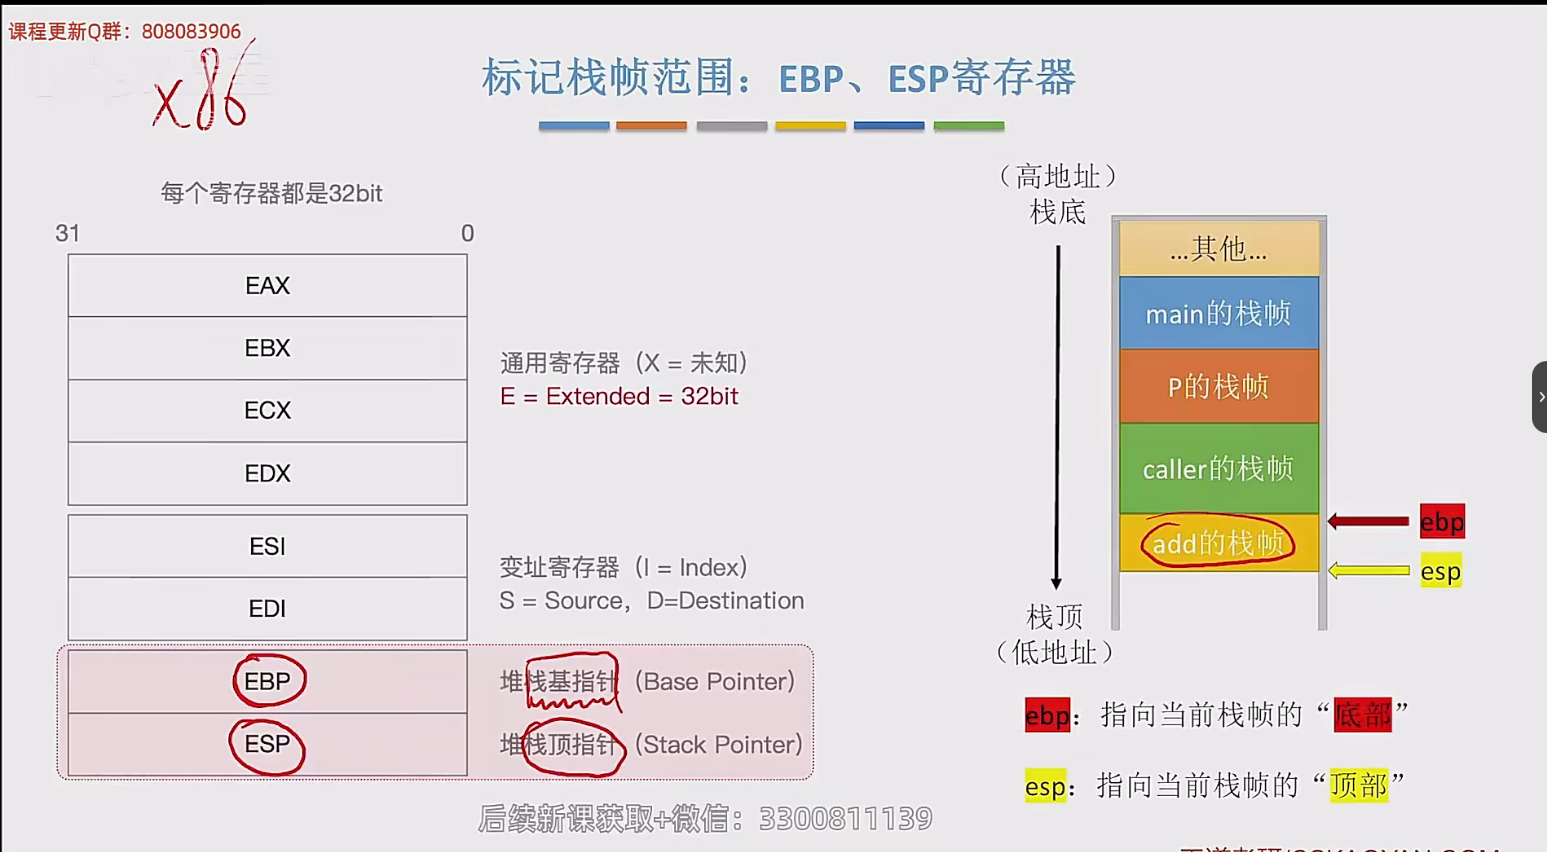 课程更新Q群：808083906
x86
标记栈帧范围：EBP、ESP寄存器
每个寄存器都是32bit
31 0
EAX
EBX
ECX
EDX
ESI
EDI
EBP
ESP
通用寄存器（X = 未知）
E = Extended = 32bit
变址寄存器（I = Index）
S = Source，D=Destination
堆栈基指针（Base Pointer）
堆栈顶指针（Stack Pointer）
（高地址）
栈底
栈顶
（低地址）
...其他...
main的栈帧
P的栈帧
caller的栈帧
add的栈帧
ebp
esp
ebp：指向当前栈帧的“底部”
esp：指向当前栈帧的“顶部”
后续新课获取+微信：3300811139